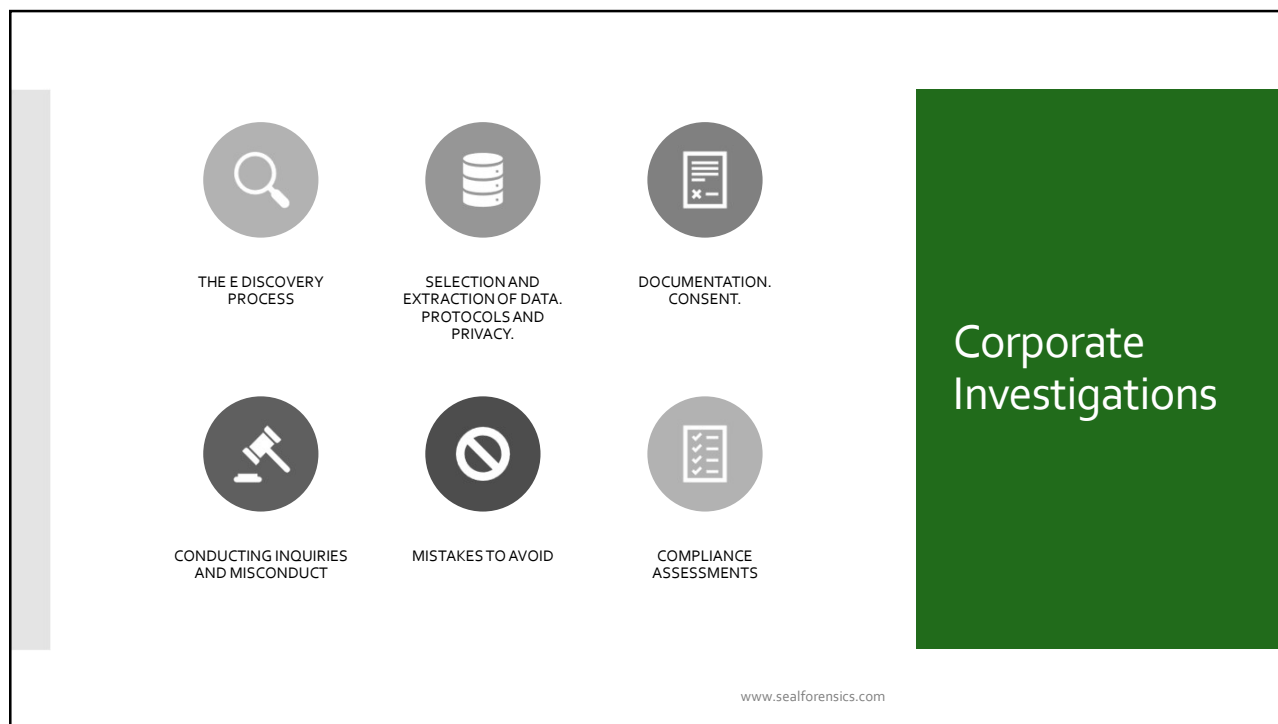 THE E DISCOVERY
PROCESS
SELECTION AND
EXTRACTION OF DATA.
PROTOCOLS AND
PRIVACY.
DOCUMENTATION.
CONSENT.
CONDUCTING INQUIRIES
AND MISCONDUCT
MISTAKES TO AVOID
COMPLIANCE
ASSESSMENTS
Corporate
Investigations
www.sealforensics.com